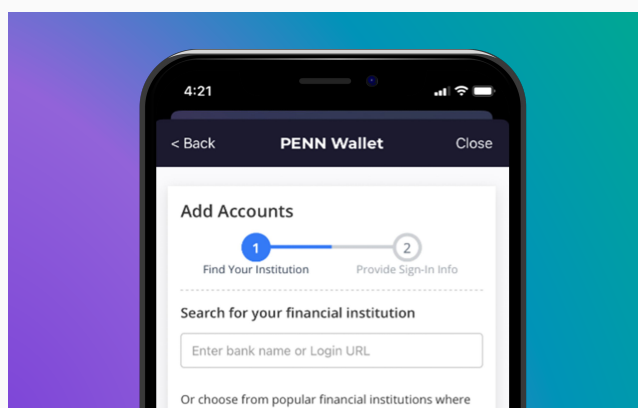 4:21
< Back PENN Wallet Close
Add Accounts
1 2
Find Your Institution Provide Sign-In Info
Search for your financial institution
Enter bank name or Login URL
Or choose from popular financial institutions where